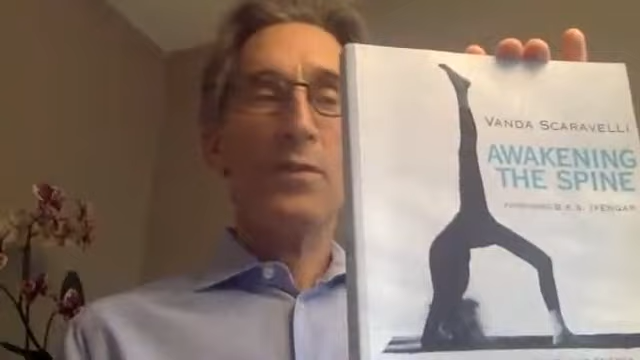 VANDA SCARAVELLI
AWAKENING
THE SPINE
FOREWORD B.K.S. IYENGAR